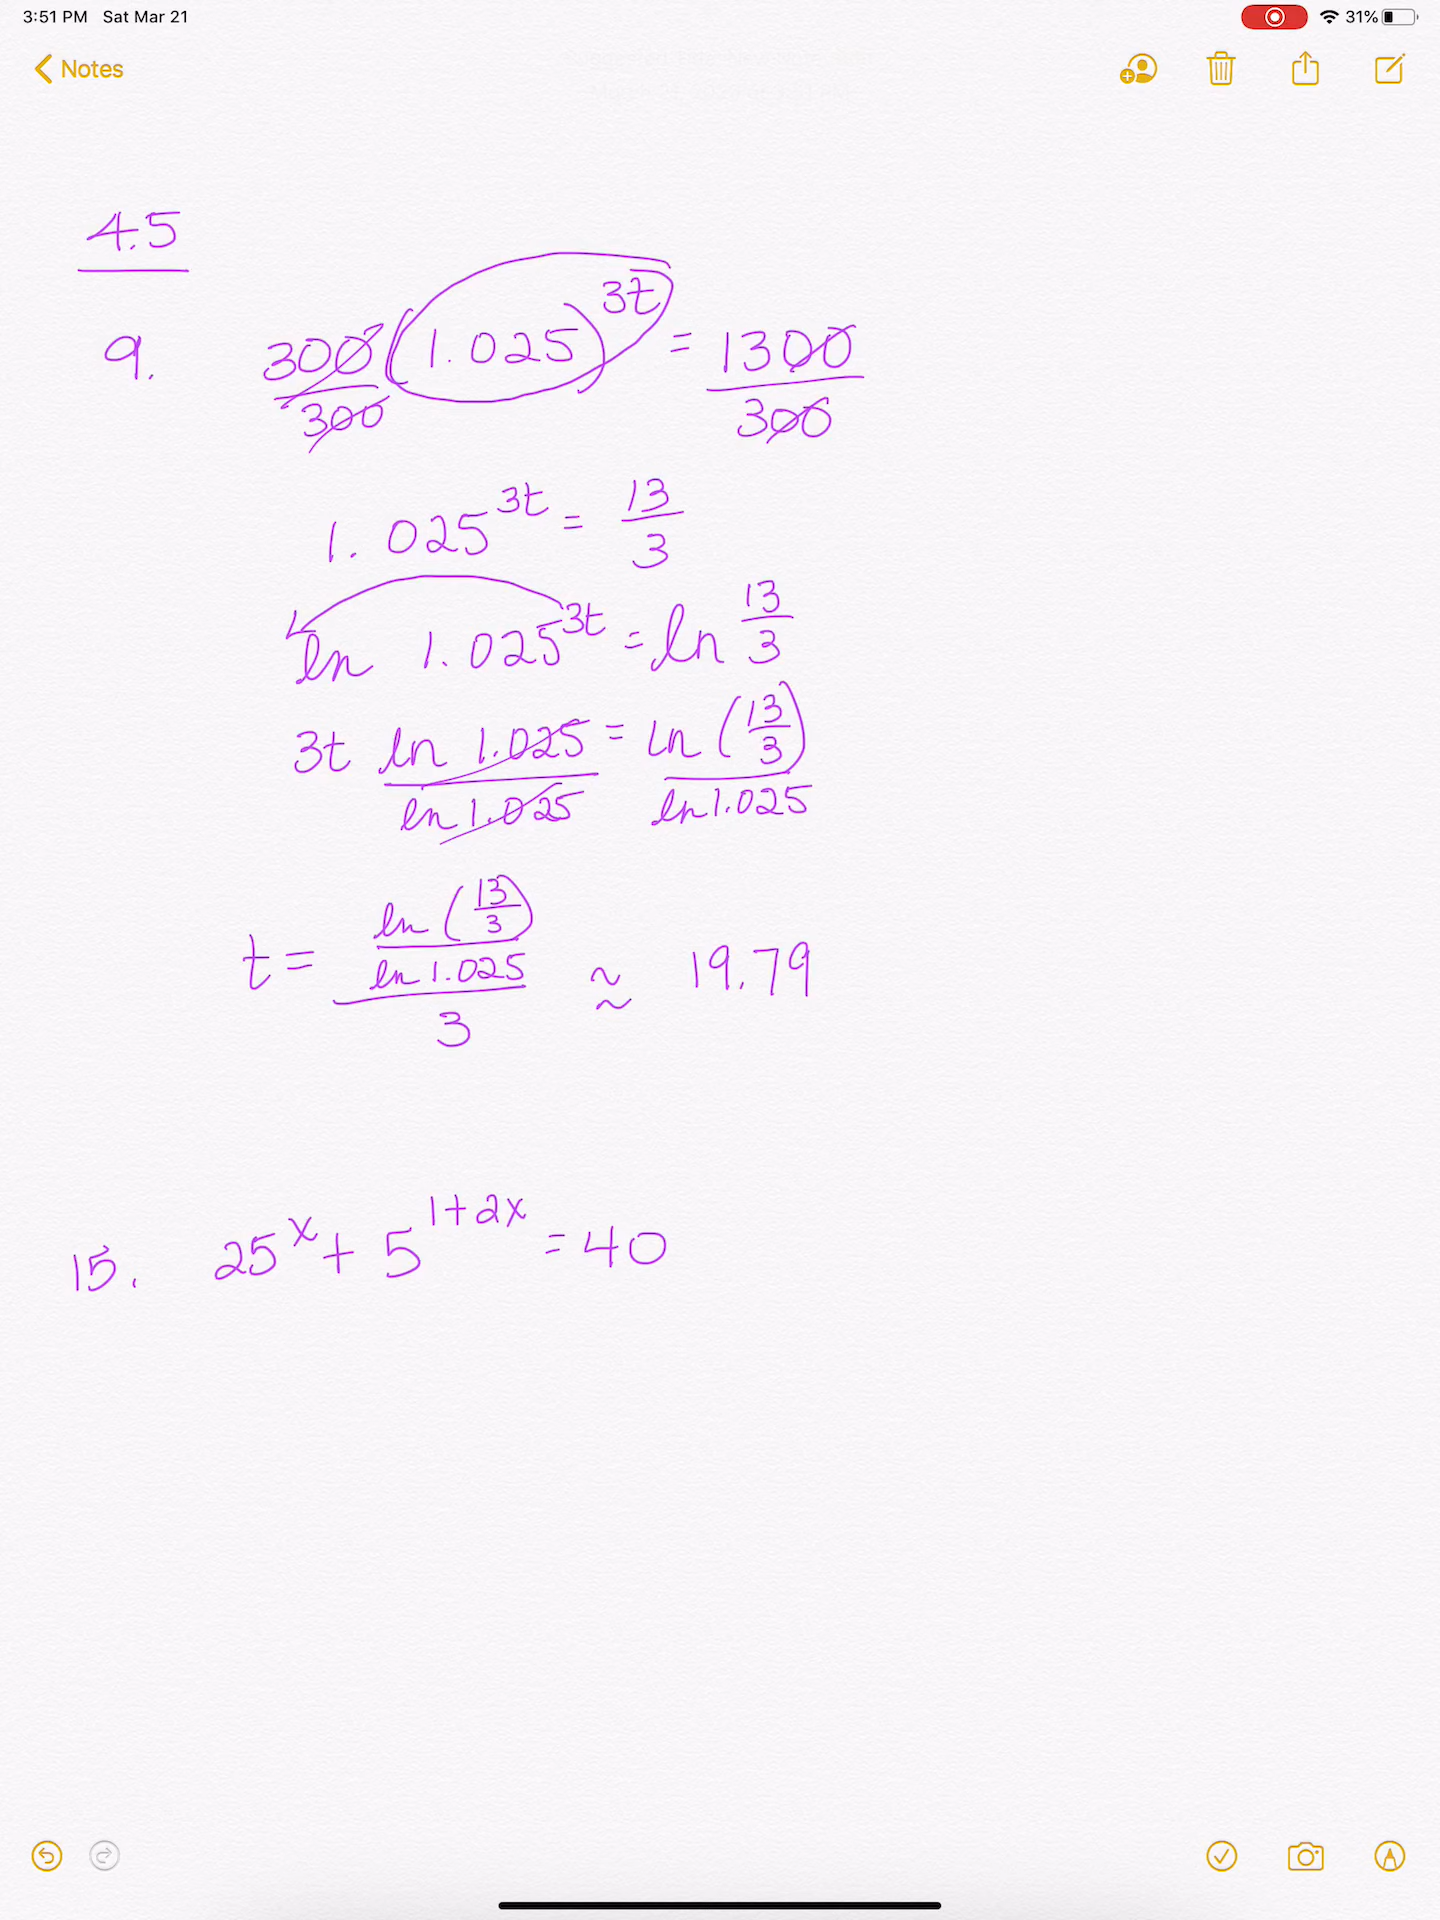 3:51 PM Sat Mar 21 31%
Notes
4.5
9. 300(1.025)^3t / 300 = 1300 / 300
1.025^3t = 13/3
ln 1.025^3t = ln 13/3
3t ln 1.025 / ln 1.025 = ln (13/3) / ln 1.025
t = ln (13/3) / ln 1.025 / 3 ≈ 19.79
15. 25^x + 5^1+2x = 40